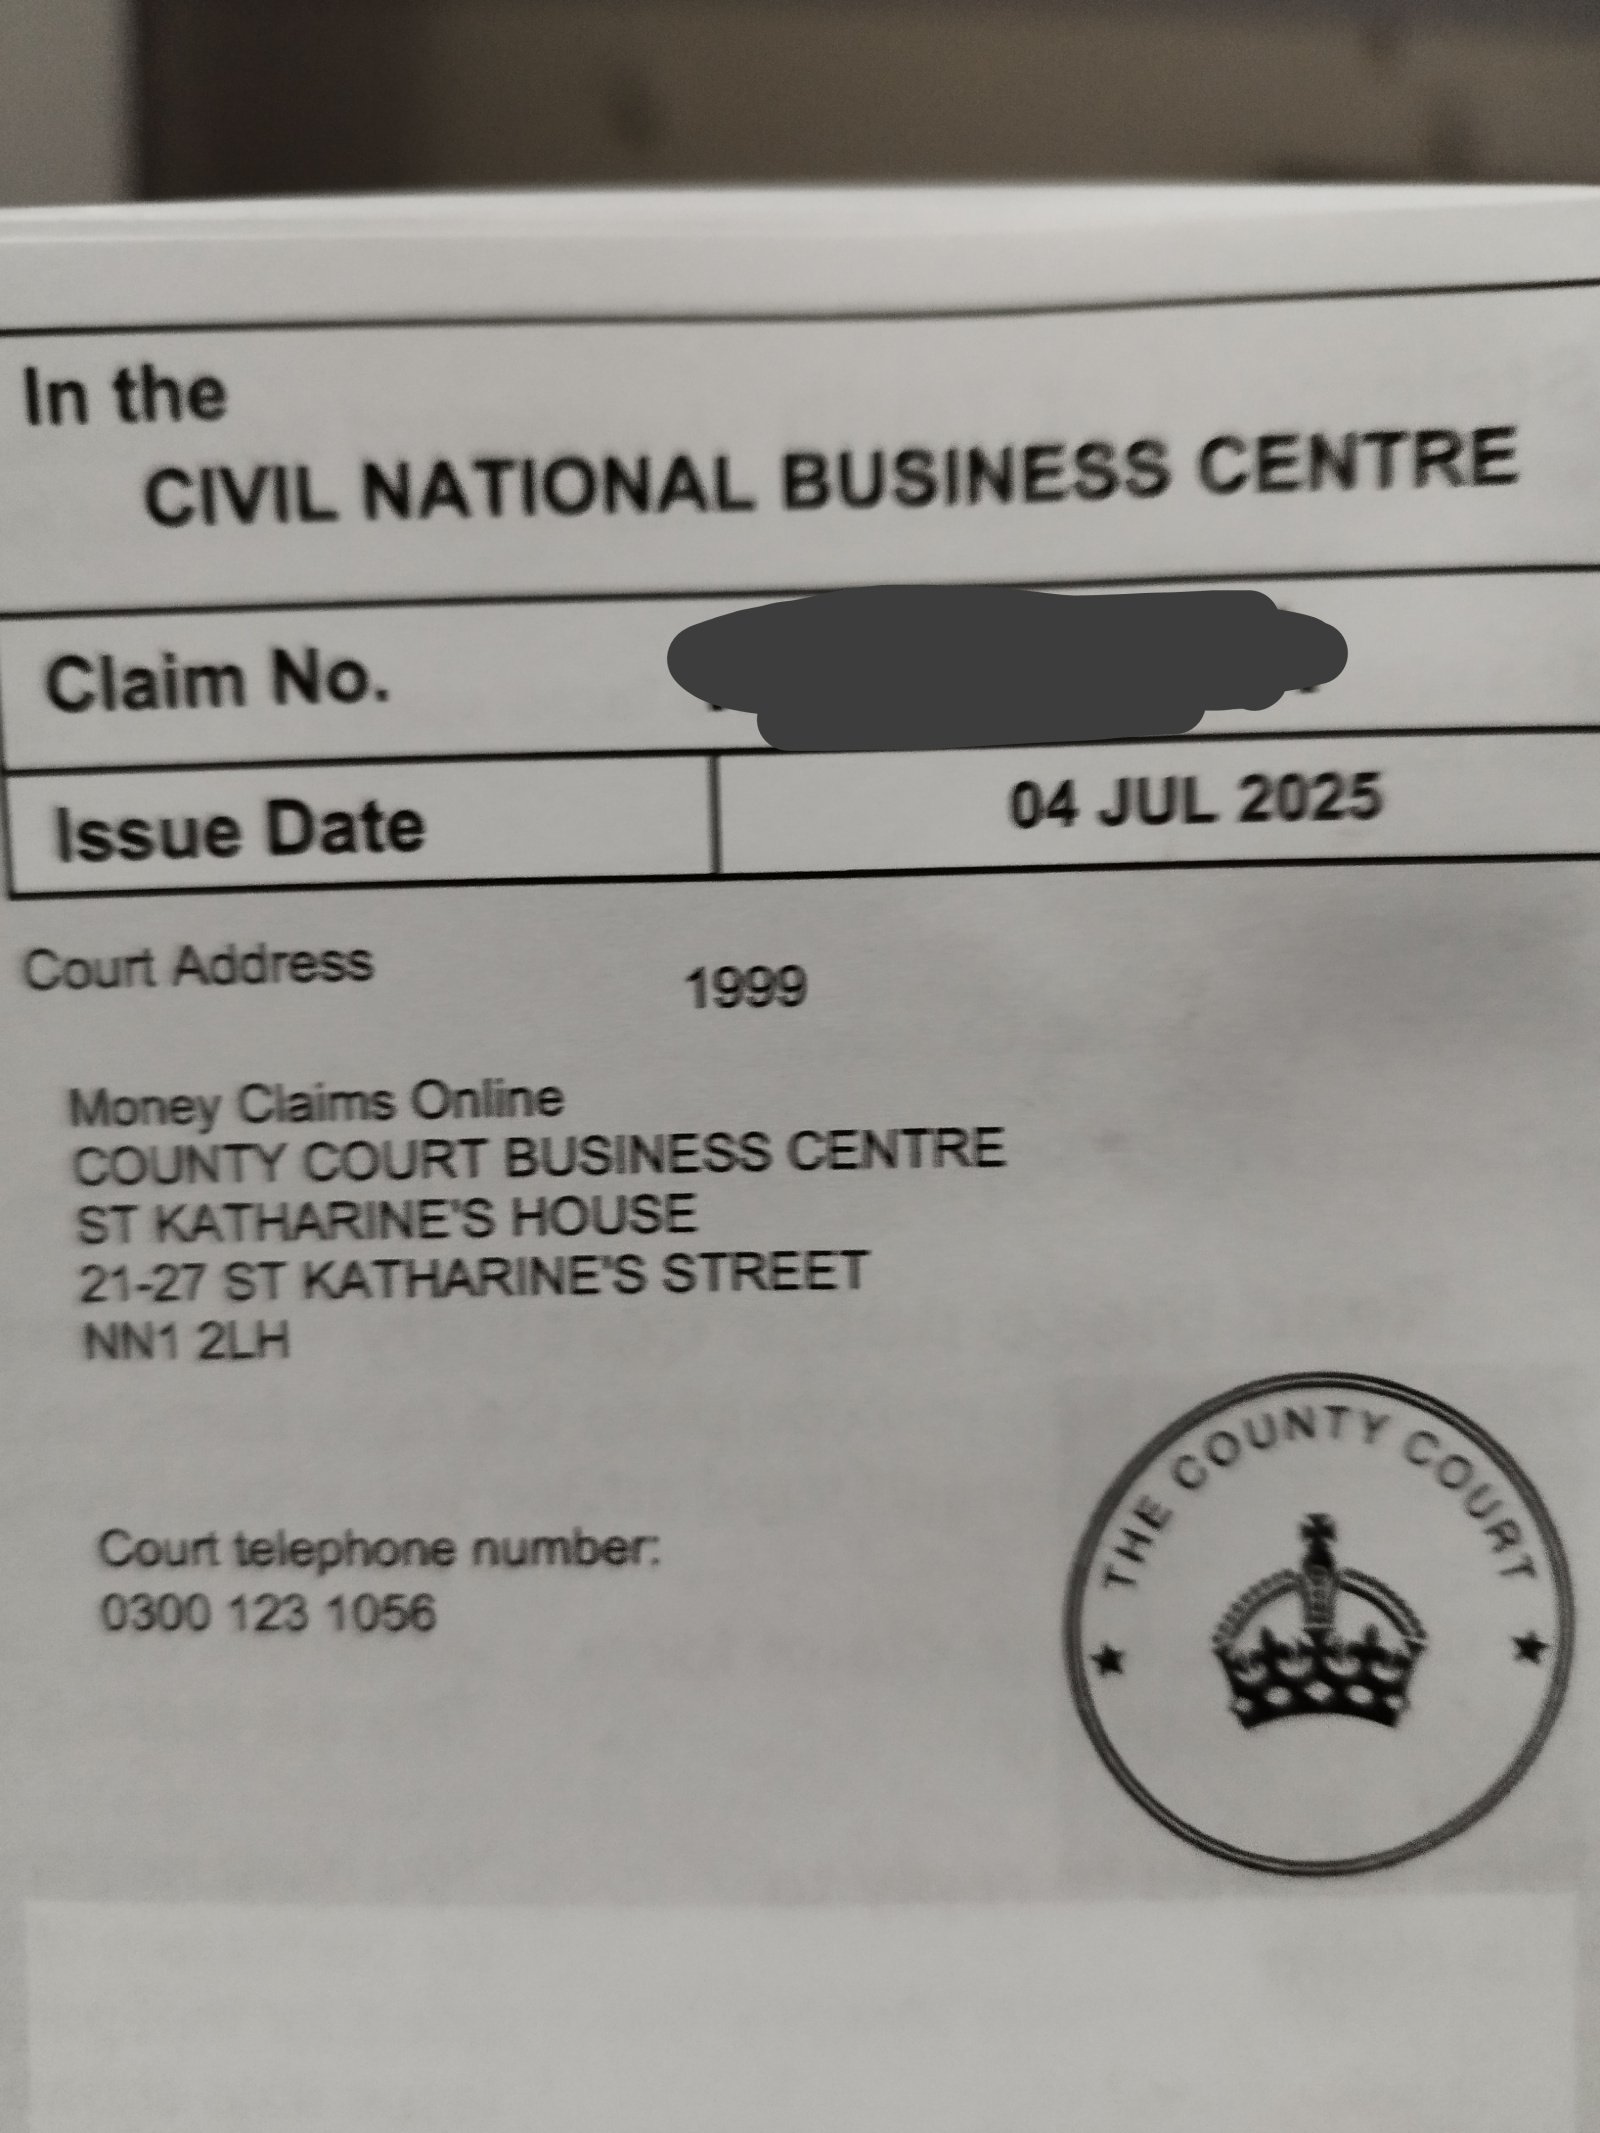 In the
CIVIL NATIONAL BUSINESS CENTRE
Claim No.
Issue Date 04 JUL 2025
Court Address 1999
Money Claims Online
COUNTY COURT BUSINESS CENTRE
ST KATHARINE'S HOUSE
21-27 ST KATHARINE'S STREET
NN1 2LH
THE COUNTY COURT
Court telephone number:
0300 123 1056